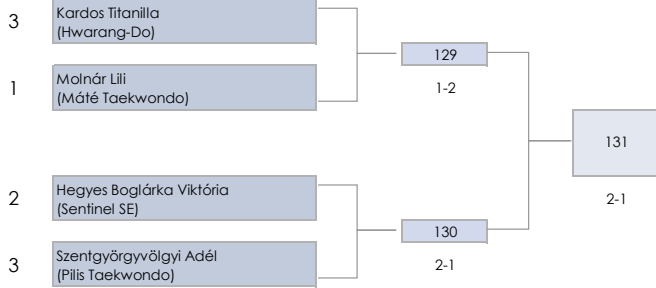 3
Kardos Titanilla
(Hwarang-Do)
129
1-2
1
Molnár Lili
(Máté Taekwondo)
131
2-1
2
Hegyes Boglárka Viktória
(Sentinel SE)
130
2-1
3
Szentgyörgyvölgyi Adél
(Pilis Taekwondo)